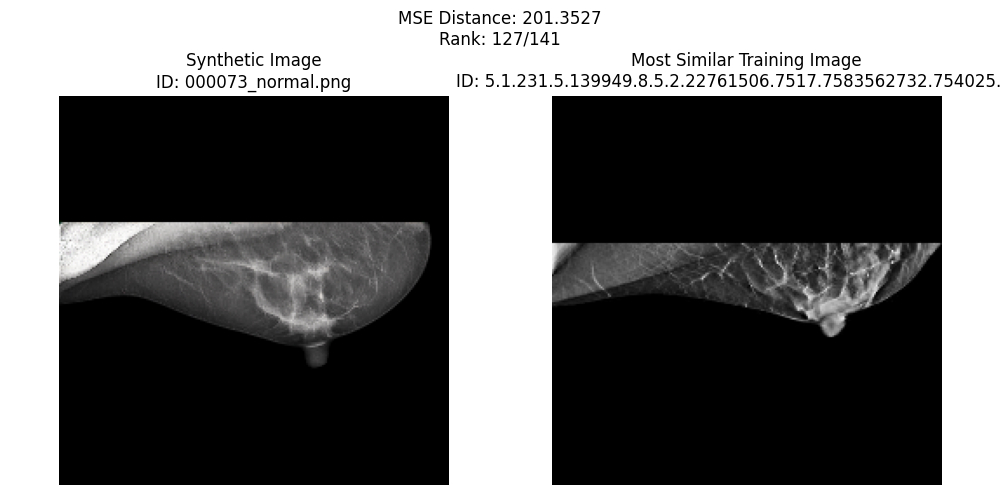 MSE Distance: 201.3527
Rank: 127/141
Synthetic Image
ID: 000073_normal.png
Most Similar Training Image
ID: 5.1.231.5.139949.8.5.2.22761506.7517.7583562732.754025.